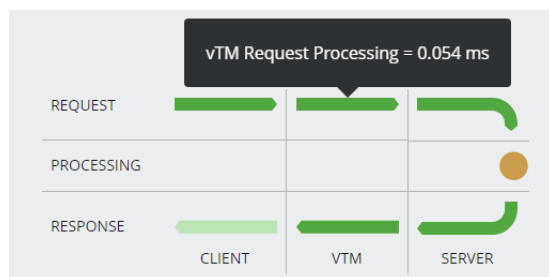 vTM Request Processing = 0.054 ms
REQUEST
PROCESSING
RESPONSE
CLIENT VTM SERVER